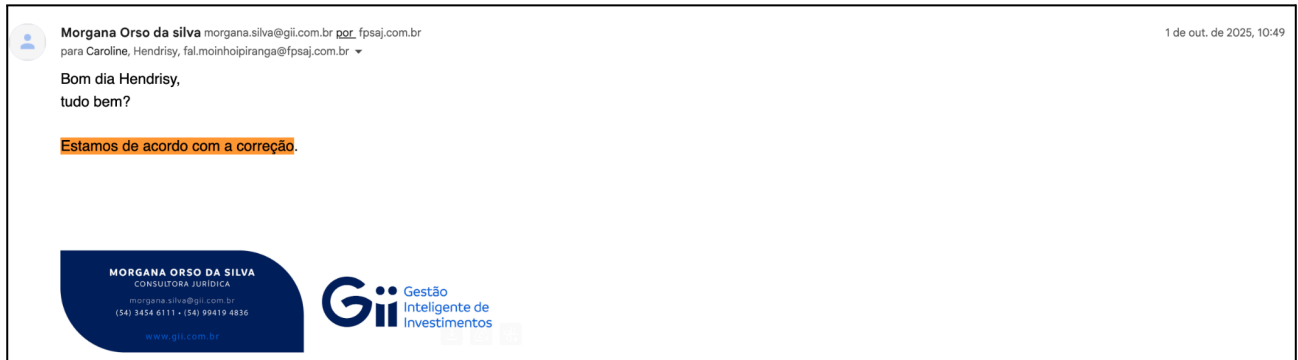 Morgana Orso da silva morgana.silva@gii.com.br por fpsaj.com.br
1 de out. de 2025, 10:49
para Caroline, Hendrisy, fal.moinhoipiranga@fpsaj.com.br
Bom dia Hendrisy,
tudo bem?
Estamos de acordo com a correção.
MORGANA ORSO DA SILVA
CONSULTORA JURÍDICA
morgana.silva@gii.com.br
(54) 3454 6111 • (54) 99419 4836
www.gii.com.br
Gii
Gestão
Inteligente de
Investimentos